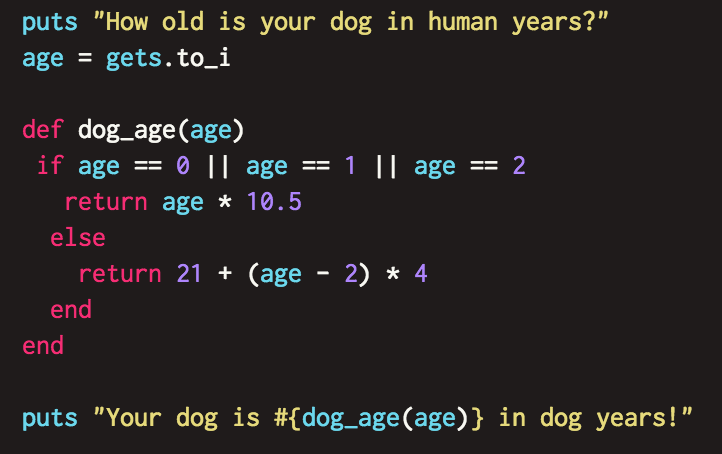 puts "How old is your dog in human years?"
age = gets.to_i

def dog_age(age)
 if age == 0 || age == 1 || age == 2
   return age * 10.5
  else
    return 21 + (age - 2) * 4
  end
end

puts "Your dog is #{dog_age(age)} in dog years!"